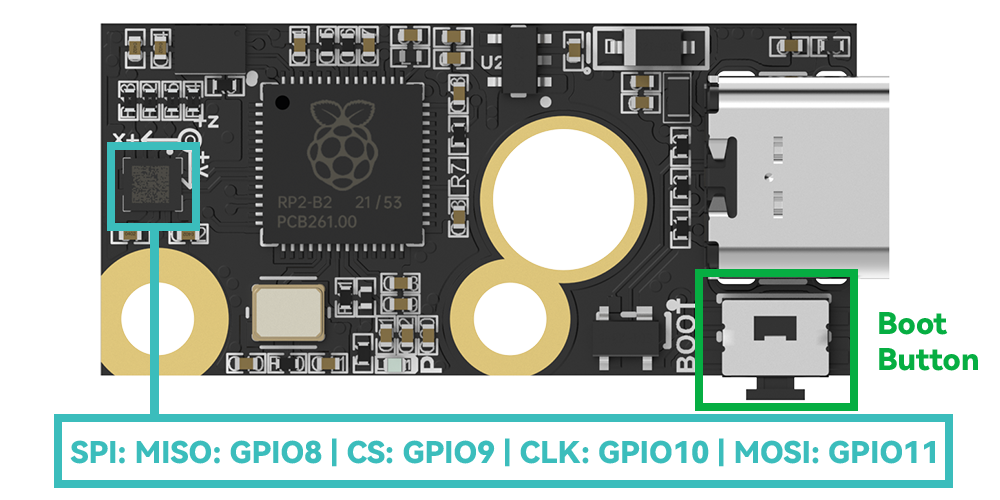 U2
+Z
+X
+Y
R7
RP2-B2 21/53
PCB261.00
BOOT
P
Boot
Button
SPI: MISO: GPIO8 | CS: GPIO9 | CLK: GPIO10 | MOSI: GPIO11